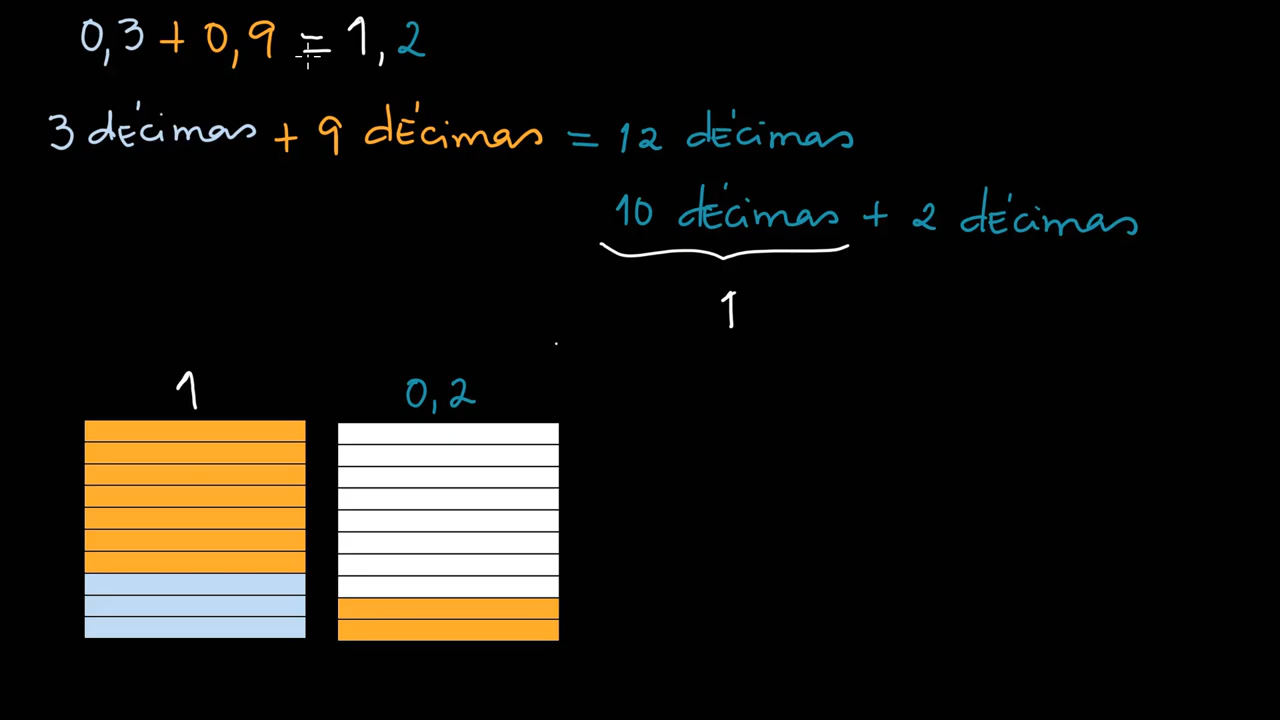 0,3 + 0,9 = 1,2
3 décimas + 9 décimas = 12 décimas
10 décimas + 2 décimas
1
1
0,2